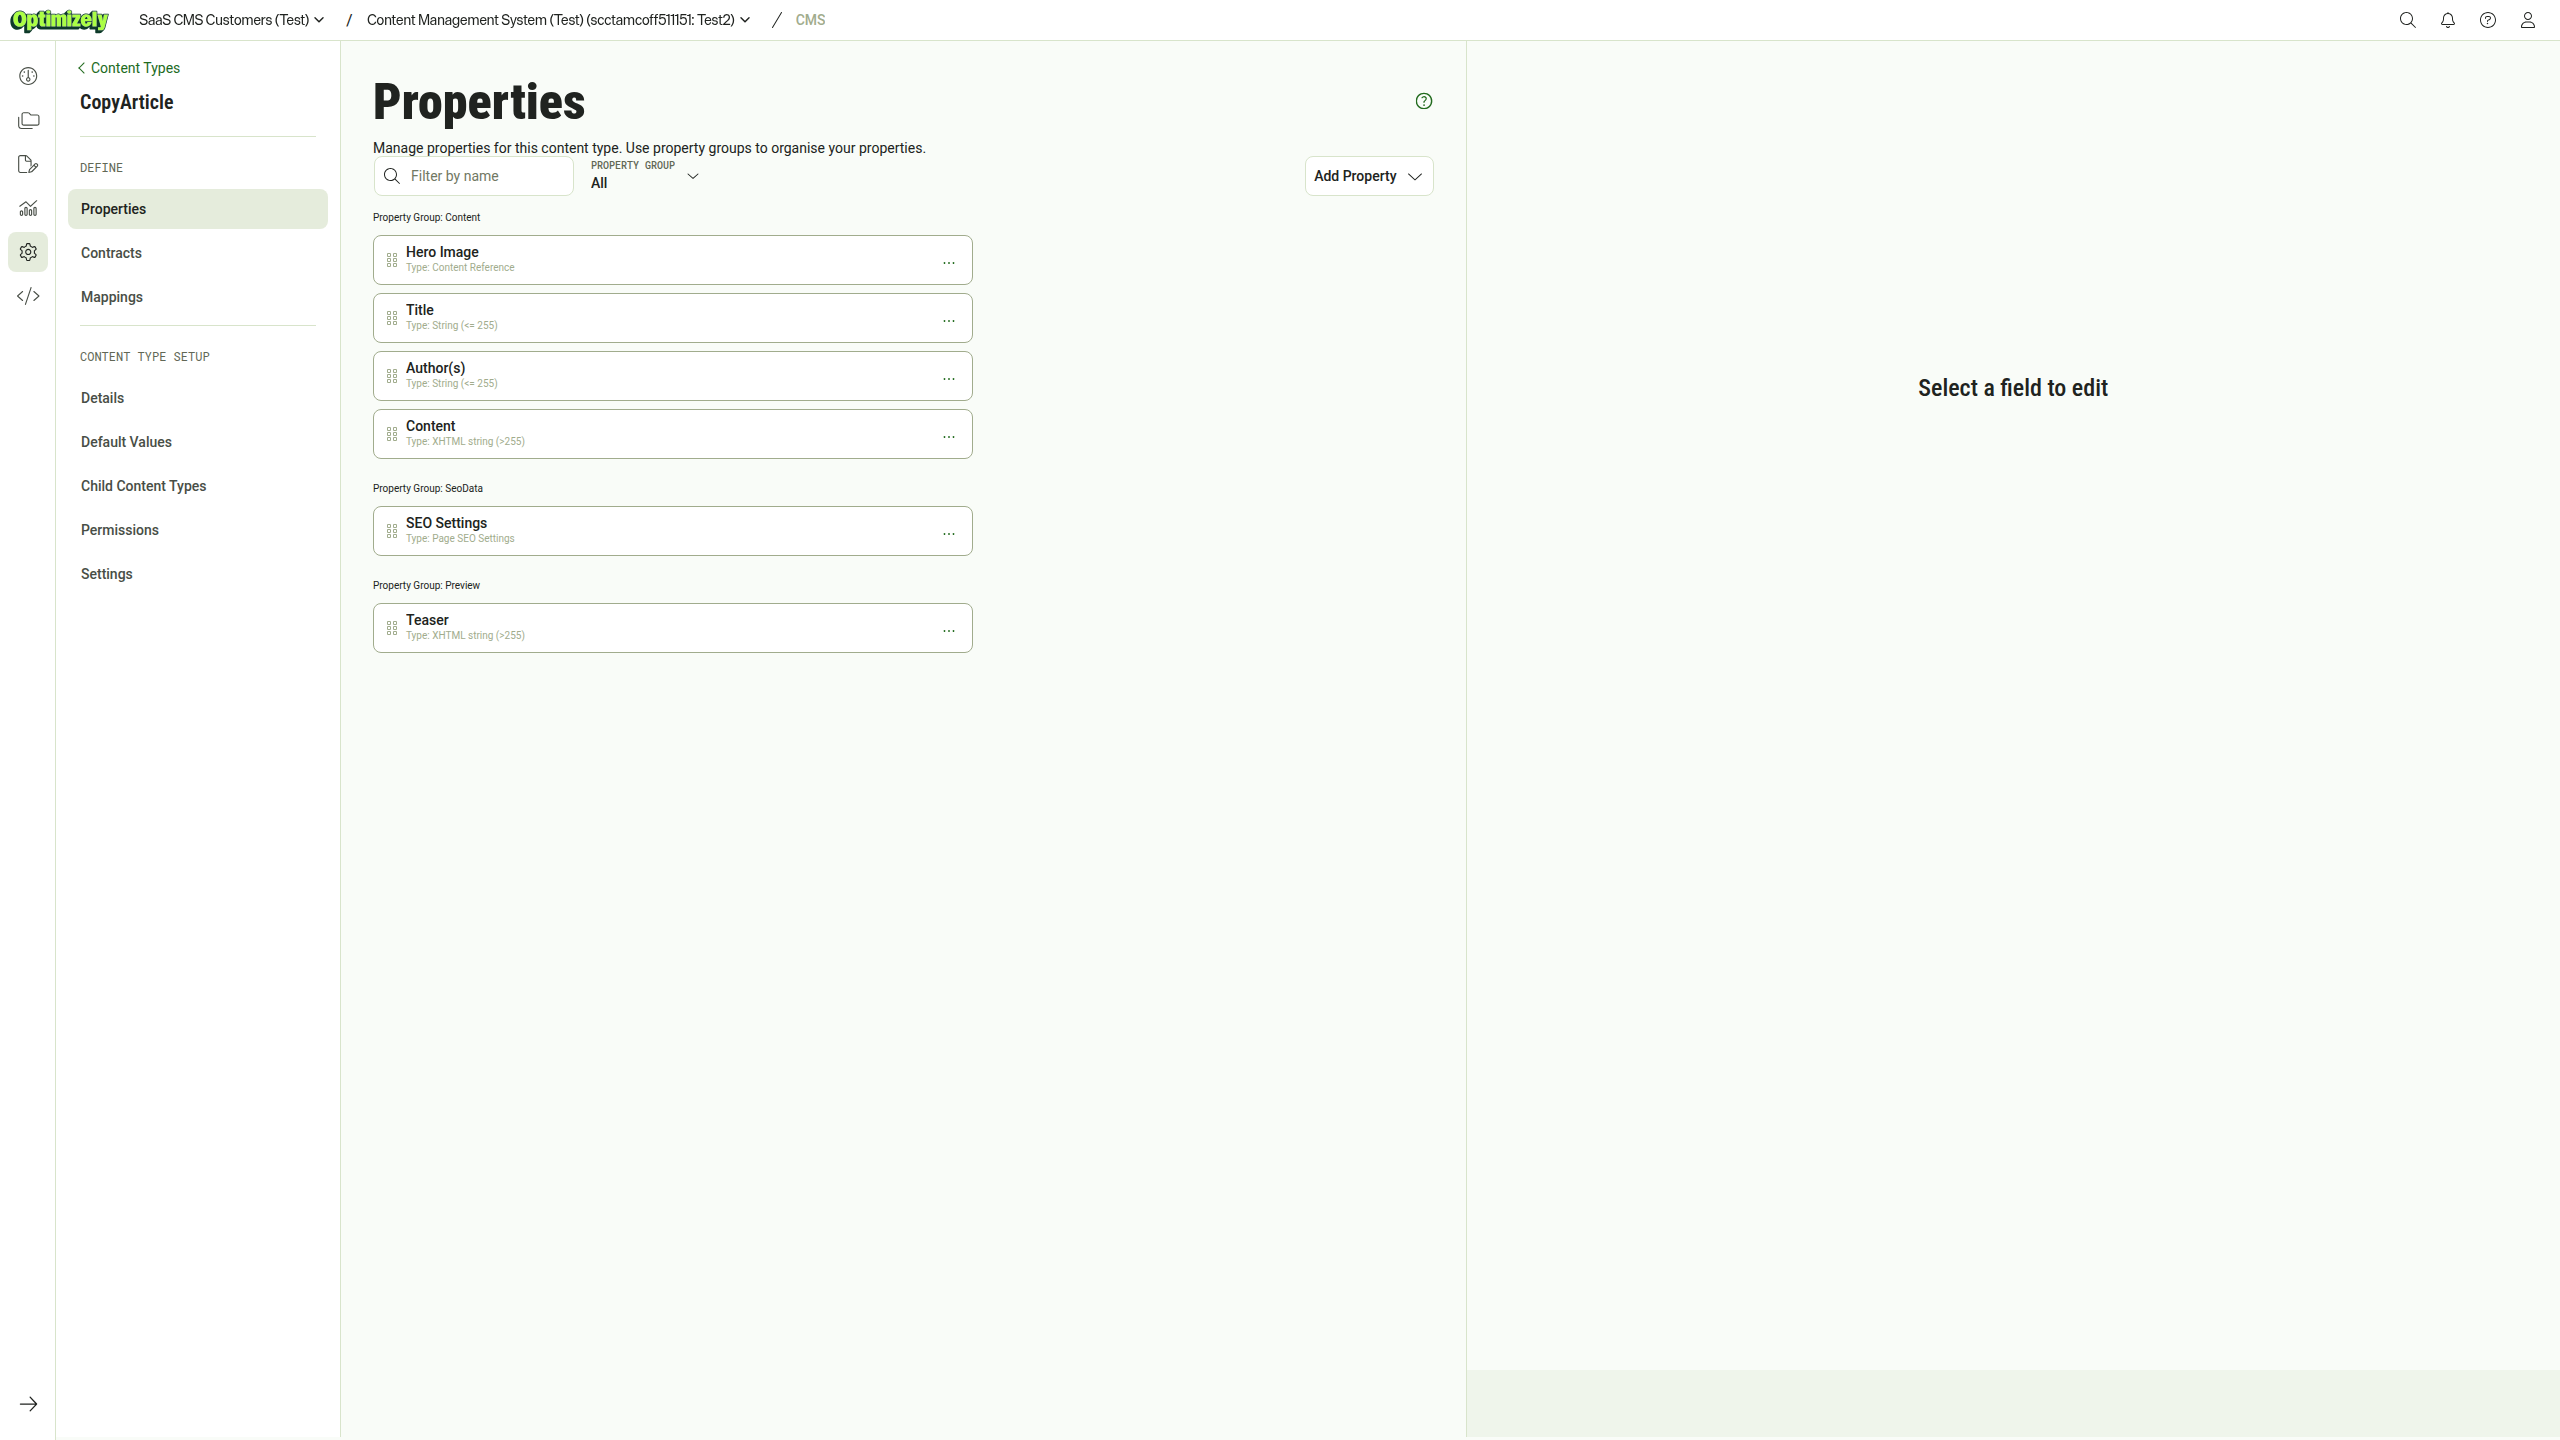 Optimizely
SaaS CMS Customers (Test) / Content Management System (Test) (scctamcoff511151: Test2) / CMS
Content Types
CopyArticle
DEFINE
Properties
Contracts
Mappings
CONTENT TYPE SETUP
Details
Default Values
Child Content Types
Permissions
Settings
Properties
Manage properties for this content type. Use property groups to organise your properties.
Filter by name
PROPERTY GROUP
All
Add Property
Property Group: Content
Hero Image
Type: Content Reference
Title
Type: String (<= 255)
Author(s)
Type: String (<= 255)
Content
Type: XHTML string (>255)
Property Group: SeoData
SEO Settings
Type: Page SEO Settings
Property Group: Preview
Teaser
Type: XHTML string (>255)
Select a field to edit